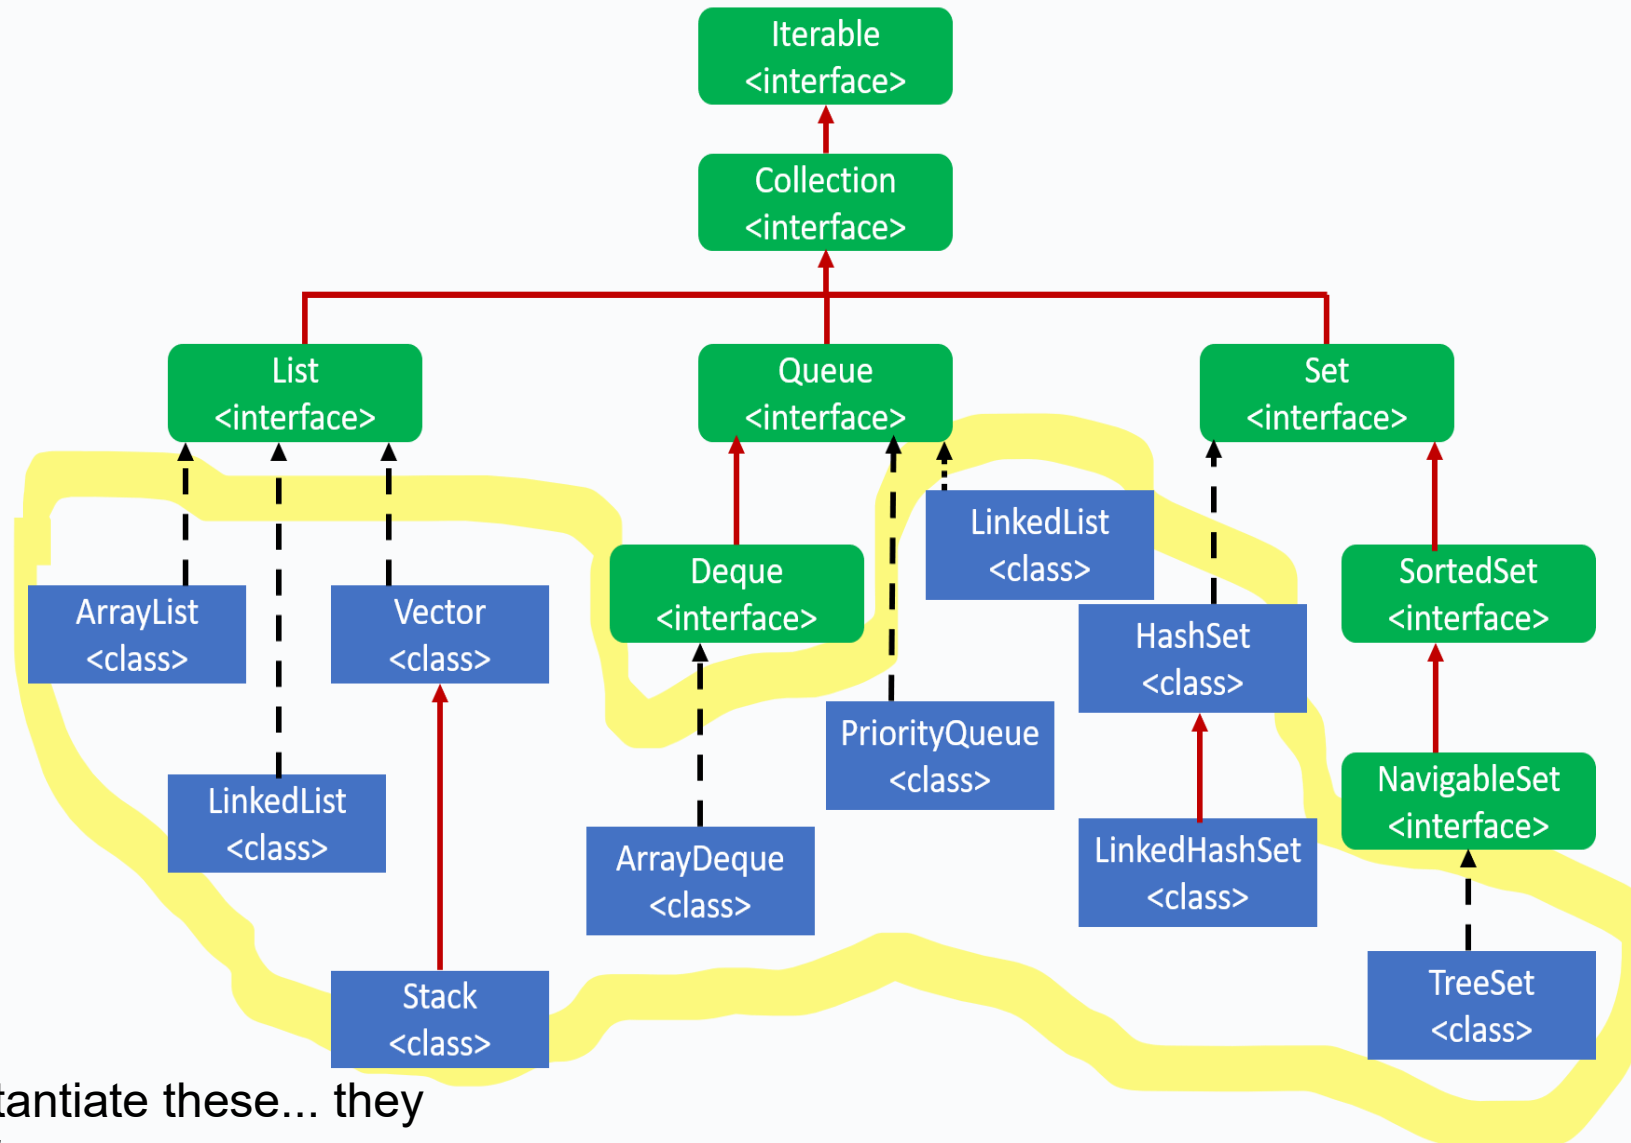 Iterable
<interface>
Collection
<interface>
List
<interface>
Queue
<interface>
Set
<interface>
LinkedList
<class>
Deque
<interface>
SortedSet
<interface>
ArrayList
<class>
Vector
<class>
HashSet
<class>
PriorityQueue
<class>
NavigableSet
<interface>
LinkedList
<class>
ArrayDeque
<class>
LinkedHashSet
<class>
TreeSet
<class>
Stack
<class>
tantiate these... they